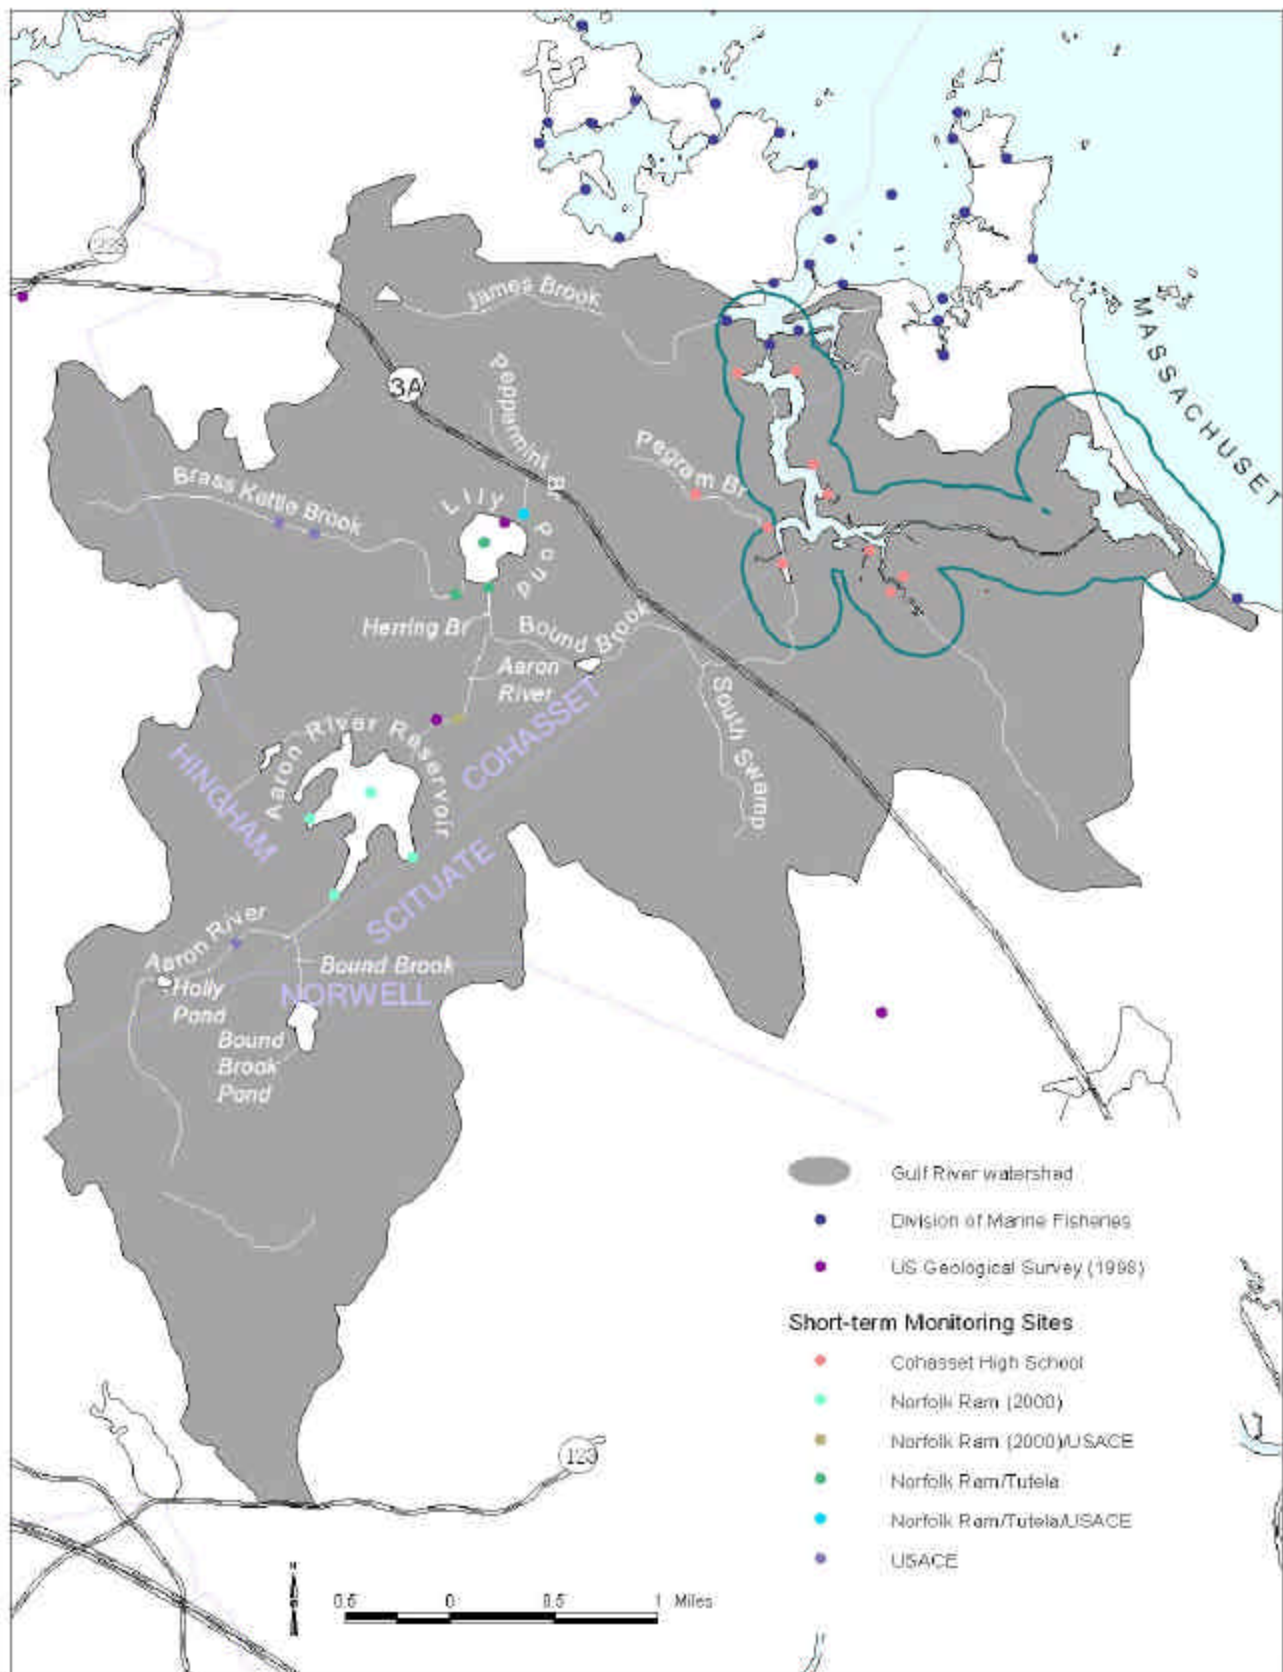 228
James Brook
MASSACHUSET
3A
Peppermint Br
Pegram Br
Brass Kettle Brook
Lily Pond
Herring Br
Bound Brook
Aaron
River
South Swamp
COHASSET
Aaron River Reservoir
HINGHAM
SCITUATE
Aaron River
Bound Brook
Holly
Pond
NORWELL
Bound
Brook
Pond
Gulf River watershed
Division of Marine Fisheries
US Geological Survey (1998)
Short-term Monitoring Sites
Cohasset High School
Norfolk Ram (2000)
Norfolk Ram (2000)/USACE
Norfolk Ram/Tutela
Norfolk Ram/Tutela/USACE
USACE
123
N
0.5 0 0.5 1 Miles